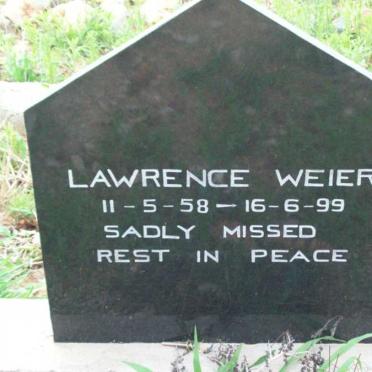 LAWRENCE WEIER
11-5-58 — 16-6-99
SADLY MISSED
REST IN PEACE